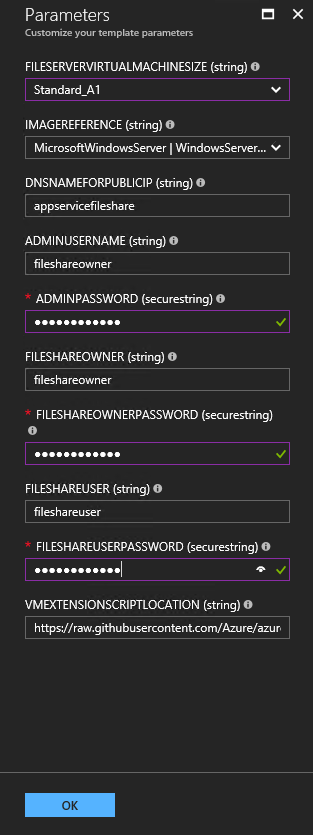 Parameters
Customize your template parameters
FILESERVERVIRTUALMACHINESIZE (string)
Standard_A1
IMAGEREFERENCE (string)
MicrosoftWindowsServer | WindowsServer...
DNSNAMEFORPUBLICIP (string)
appservicefileshare
ADMINUSERNAME (string)
fileshareowner
* ADMINPASSWORD (securestring)
••••••••••••
FILESHAREOWNER (string)
fileshareowner
* FILESHAREOWNERPASSWORD (securestring)
••••••••••••
FILESHAREUSER (string)
fileshareuser
* FILESHAREUSERPASSWORD (securestring)
••••••••••••
VMEXTENSIONSCRIPTLOCATION (string)
https://raw.githubusercontent.com/Azure/azur
OK